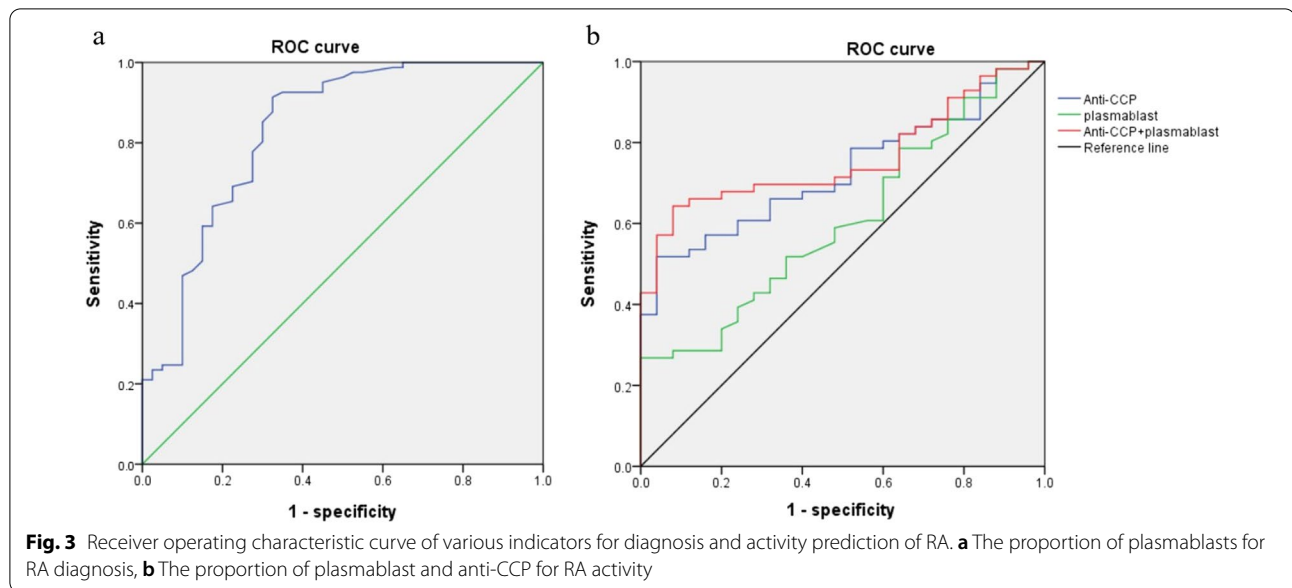 a
ROC curve
1.0
0.8
0.6
0.4
0.2
0.0
Sensitivity
0.0
0.2
0.4
0.6
0.8
1.0
1 - specificity
b
ROC curve
1.0
0.8
0.6
0.4
0.2
0.0
Sensitivity
0.0
0.2
0.4
0.6
0.8
1.0
1 - specificity
Anti-CCP
plasmablast
Anti-CCP+plasmablast
Reference line
Fig. 3 Receiver operating characteristic curve of various indicators for diagnosis and activity prediction of RA. a The proportion of plasmablasts for
RA diagnosis, b The proportion of plasmablast and anti-CCP for RA activity